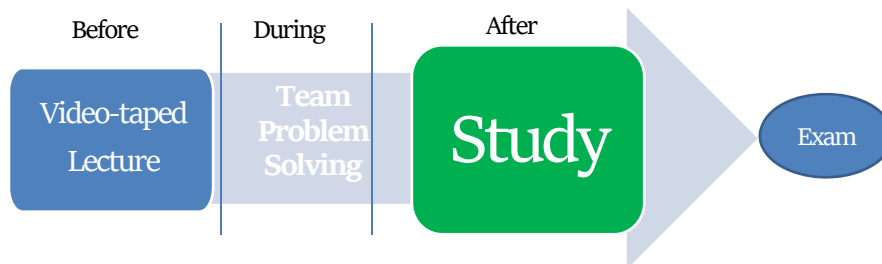 Before
During
After
Video-taped
Lecture
Team
Problem
Solving
Study
Exam